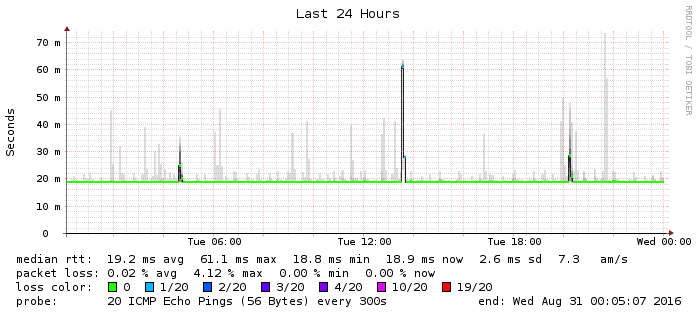 Last 24 Hours
RRDTOOL / TOBI OETIKER
Seconds
70 m
60 m
50 m
40 m
30 m
20 m
10 m
0
Tue 06:00 Tue 12:00 Tue 18:00 Wed 00:00
median rtt: 19.2 ms avg 61.1 ms max 18.8 ms min 18.9 ms now 2.6 ms sd 7.3 am/s
packet loss: 0.02 % avg 4.12 % max 0.00 % min 0.00 % now
loss color: 0 1/20 2/20 3/20 4/20 10/20 19/20
probe: 20 ICMP Echo Pings (56 Bytes) every 300s end: Wed Aug 31 00:05:07 2016